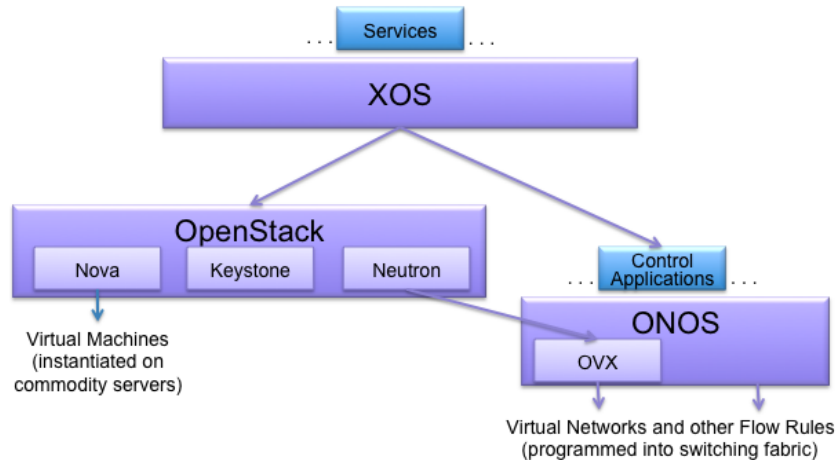 ... Services ...
XOS
OpenStack
Nova Keystone Neutron
Virtual Machines
(instantiated on
commodity servers)
Control
... Applications ...
ONOS
OVX
Virtual Networks and other Flow Rules
(programmed into switching fabric)